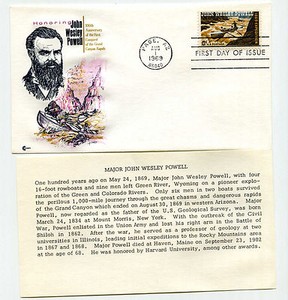 Honoring
John
Wesley
Powell
100th
Anniversary
of the First
Conquest
of the Grand
Canyon Rapids
PAGE, AZ
AUG
1
1969
86040
JOHN WESLEY POWELL
FIRST DAY OF ISSUE
MAJOR JOHN WESLEY POWELL
One hundred years ago on May 24, 1869, Major John Wesley Powell, with four
16-foot rowboats and nine men left Green River, Wyoming on a pioneer explo-
ration of the Green and Colorado Rivers. Only six men in two boats survived
the perilous 1,000-mile journey through the great chasms and dangerous rapids
of the Grand Canyon which ended on August 30, 1869 in western Arizona. Major
Powell, now regarded as the father of the U.S. Geological Survey, was born
March 24, 1834 at Mount Morris, New York. With the outbreak of the Civil
War, Powell enlisted in the Union Army and lost his right arm in the Battle of
Shiloh in 1862. After the war, he served as a professor of geology at two
universities in Illinois, leading initial expeditions to the Rocky Mountains area
in 1867 and 1868. Major Powell died at Haven, Maine on September 23, 1902
at the age of 68. He was honored by Harvard University, among other awards.